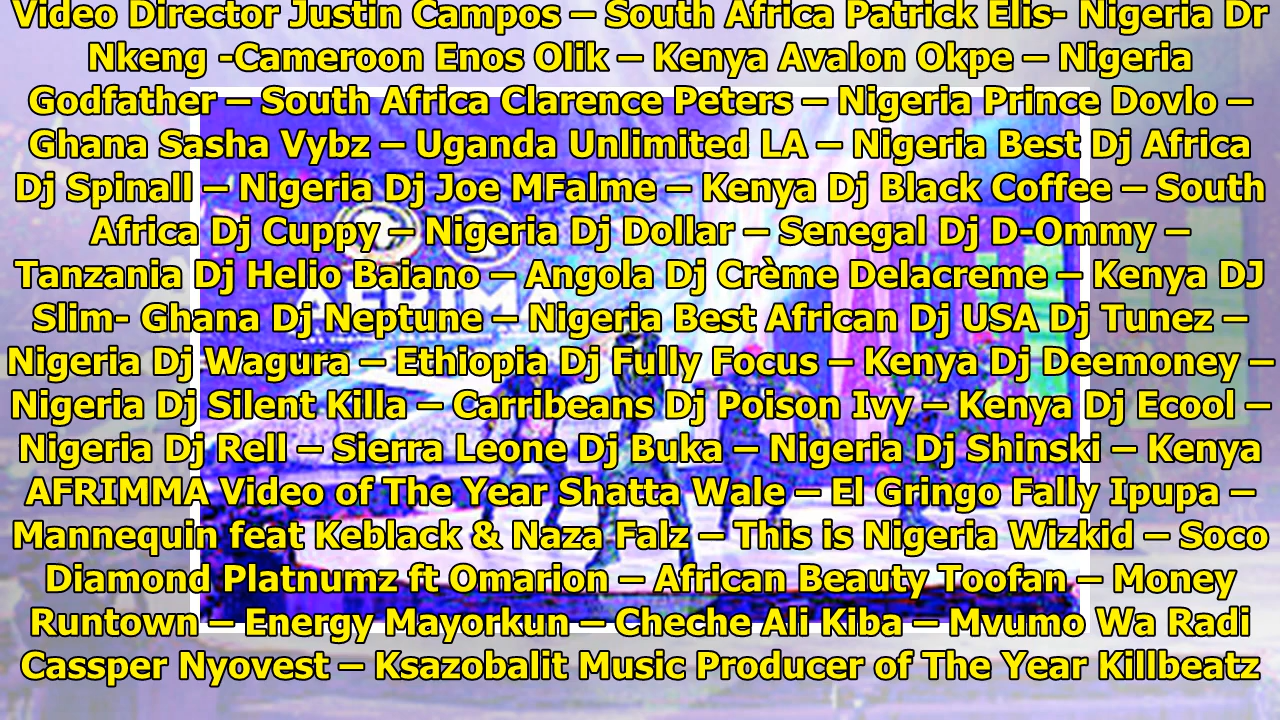 Video Director Justin Campos – South Africa Patrick Elis- Nigeria Dr
Nkeng -Cameroon Enos Olik – Kenya Avalon Okpe – Nigeria
Godfather – South Africa Clarence Peters – Nigeria Prince Dovlo –
Ghana Sasha Vybz – Uganda Unlimited LA – Nigeria Best Dj Africa
Dj Spinall – Nigeria Dj Joe MFalme – Kenya Dj Black Coffee – South
Africa Dj Cuppy – Nigeria Dj Dollar – Senegal Dj D-Ommy –
Tanzania Dj Helio Baiano – Angola Dj Crème Delacreme – Kenya DJ
Slim- Ghana Dj Neptune – Nigeria Best African Dj USA Dj Tunez –
Nigeria Dj Wagura – Ethiopia Dj Fully Focus – Kenya Dj Deemoney –
Nigeria Dj Silent Killa – Carribeans Dj Poison Ivy – Kenya Dj Ecool –
Nigeria Dj Rell – Sierra Leone Dj Buka – Nigeria Dj Shinski – Kenya
AFRIMMA Video of The Year Shatta Wale – El Gringo Fally Ipupa –
Mannequin feat Keblack & Naza Falz – This is Nigeria Wizkid – Soco
Diamond Platnumz ft Omarion – African Beauty Toofan – Money
Runtown – Energy Mayorkun – Cheche Ali Kiba – Mvumo Wa Radi
Cassper Nyovest – Ksazobalit Music Producer of The Year Killbeatz